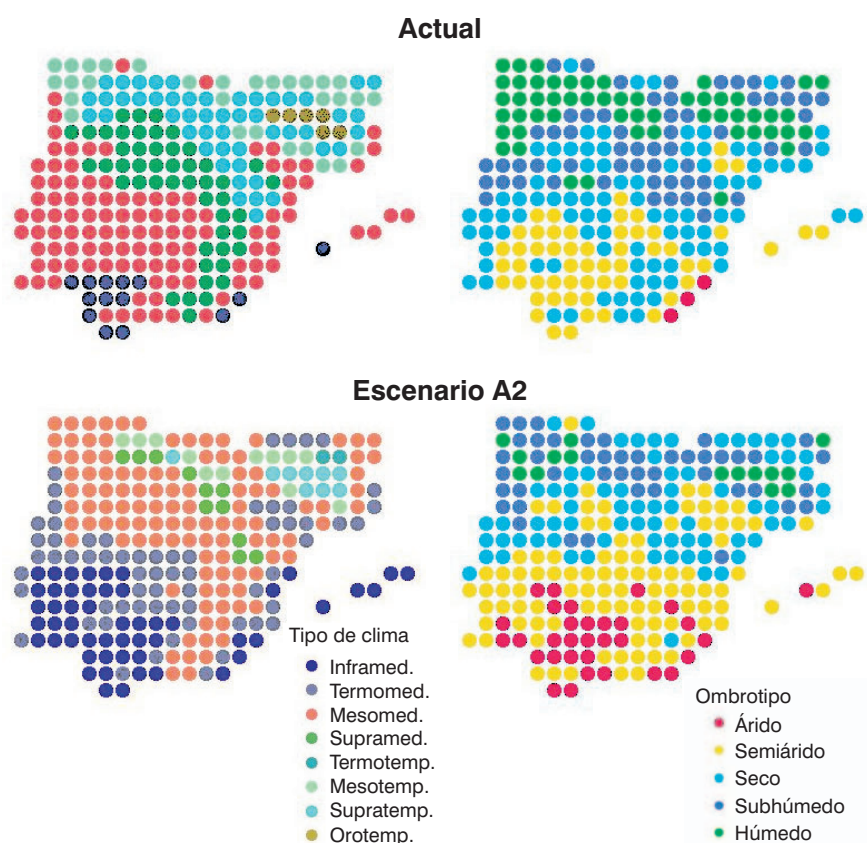 Actual
Escenario A2
Tipo de clima
Inframed.
Termomed.
Mesomed.
Supramed.
Termotemp.
Mesotemp.
Supratemp.
Orotemp.
Ombrotipo
Árido
Semiárido
Seco
Subhúmedo
Húmedo